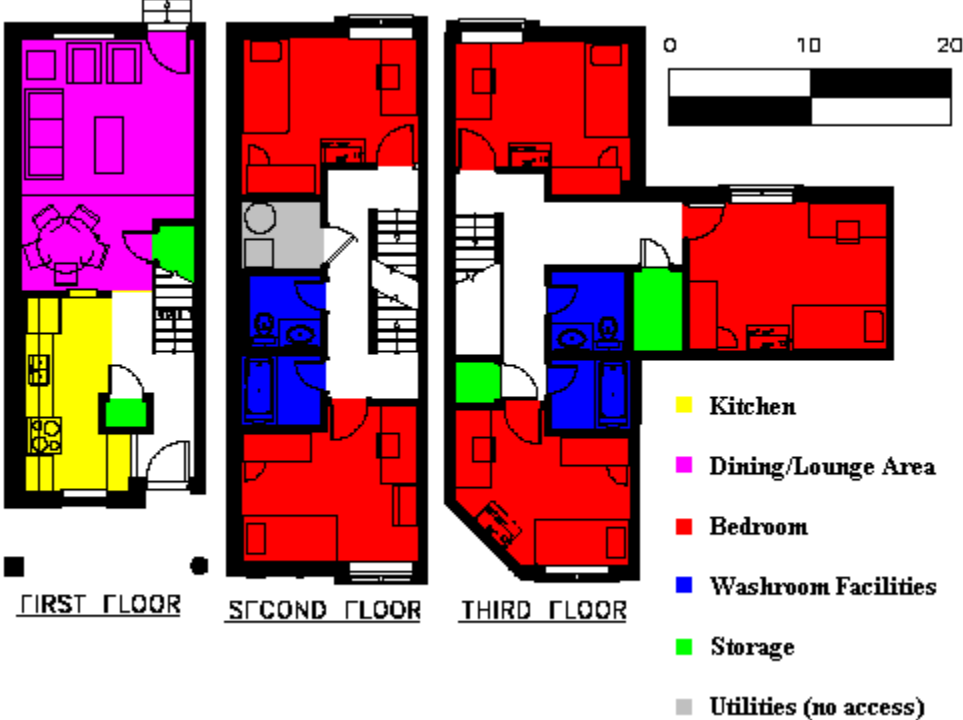 0 10 20
Kitchen
Dining/Lounge Area
Bedroom
Washroom Facilities
Storage
Utilities (no access)
FIRST FLOOR
SECOND FLOOR
THIRD FLOOR